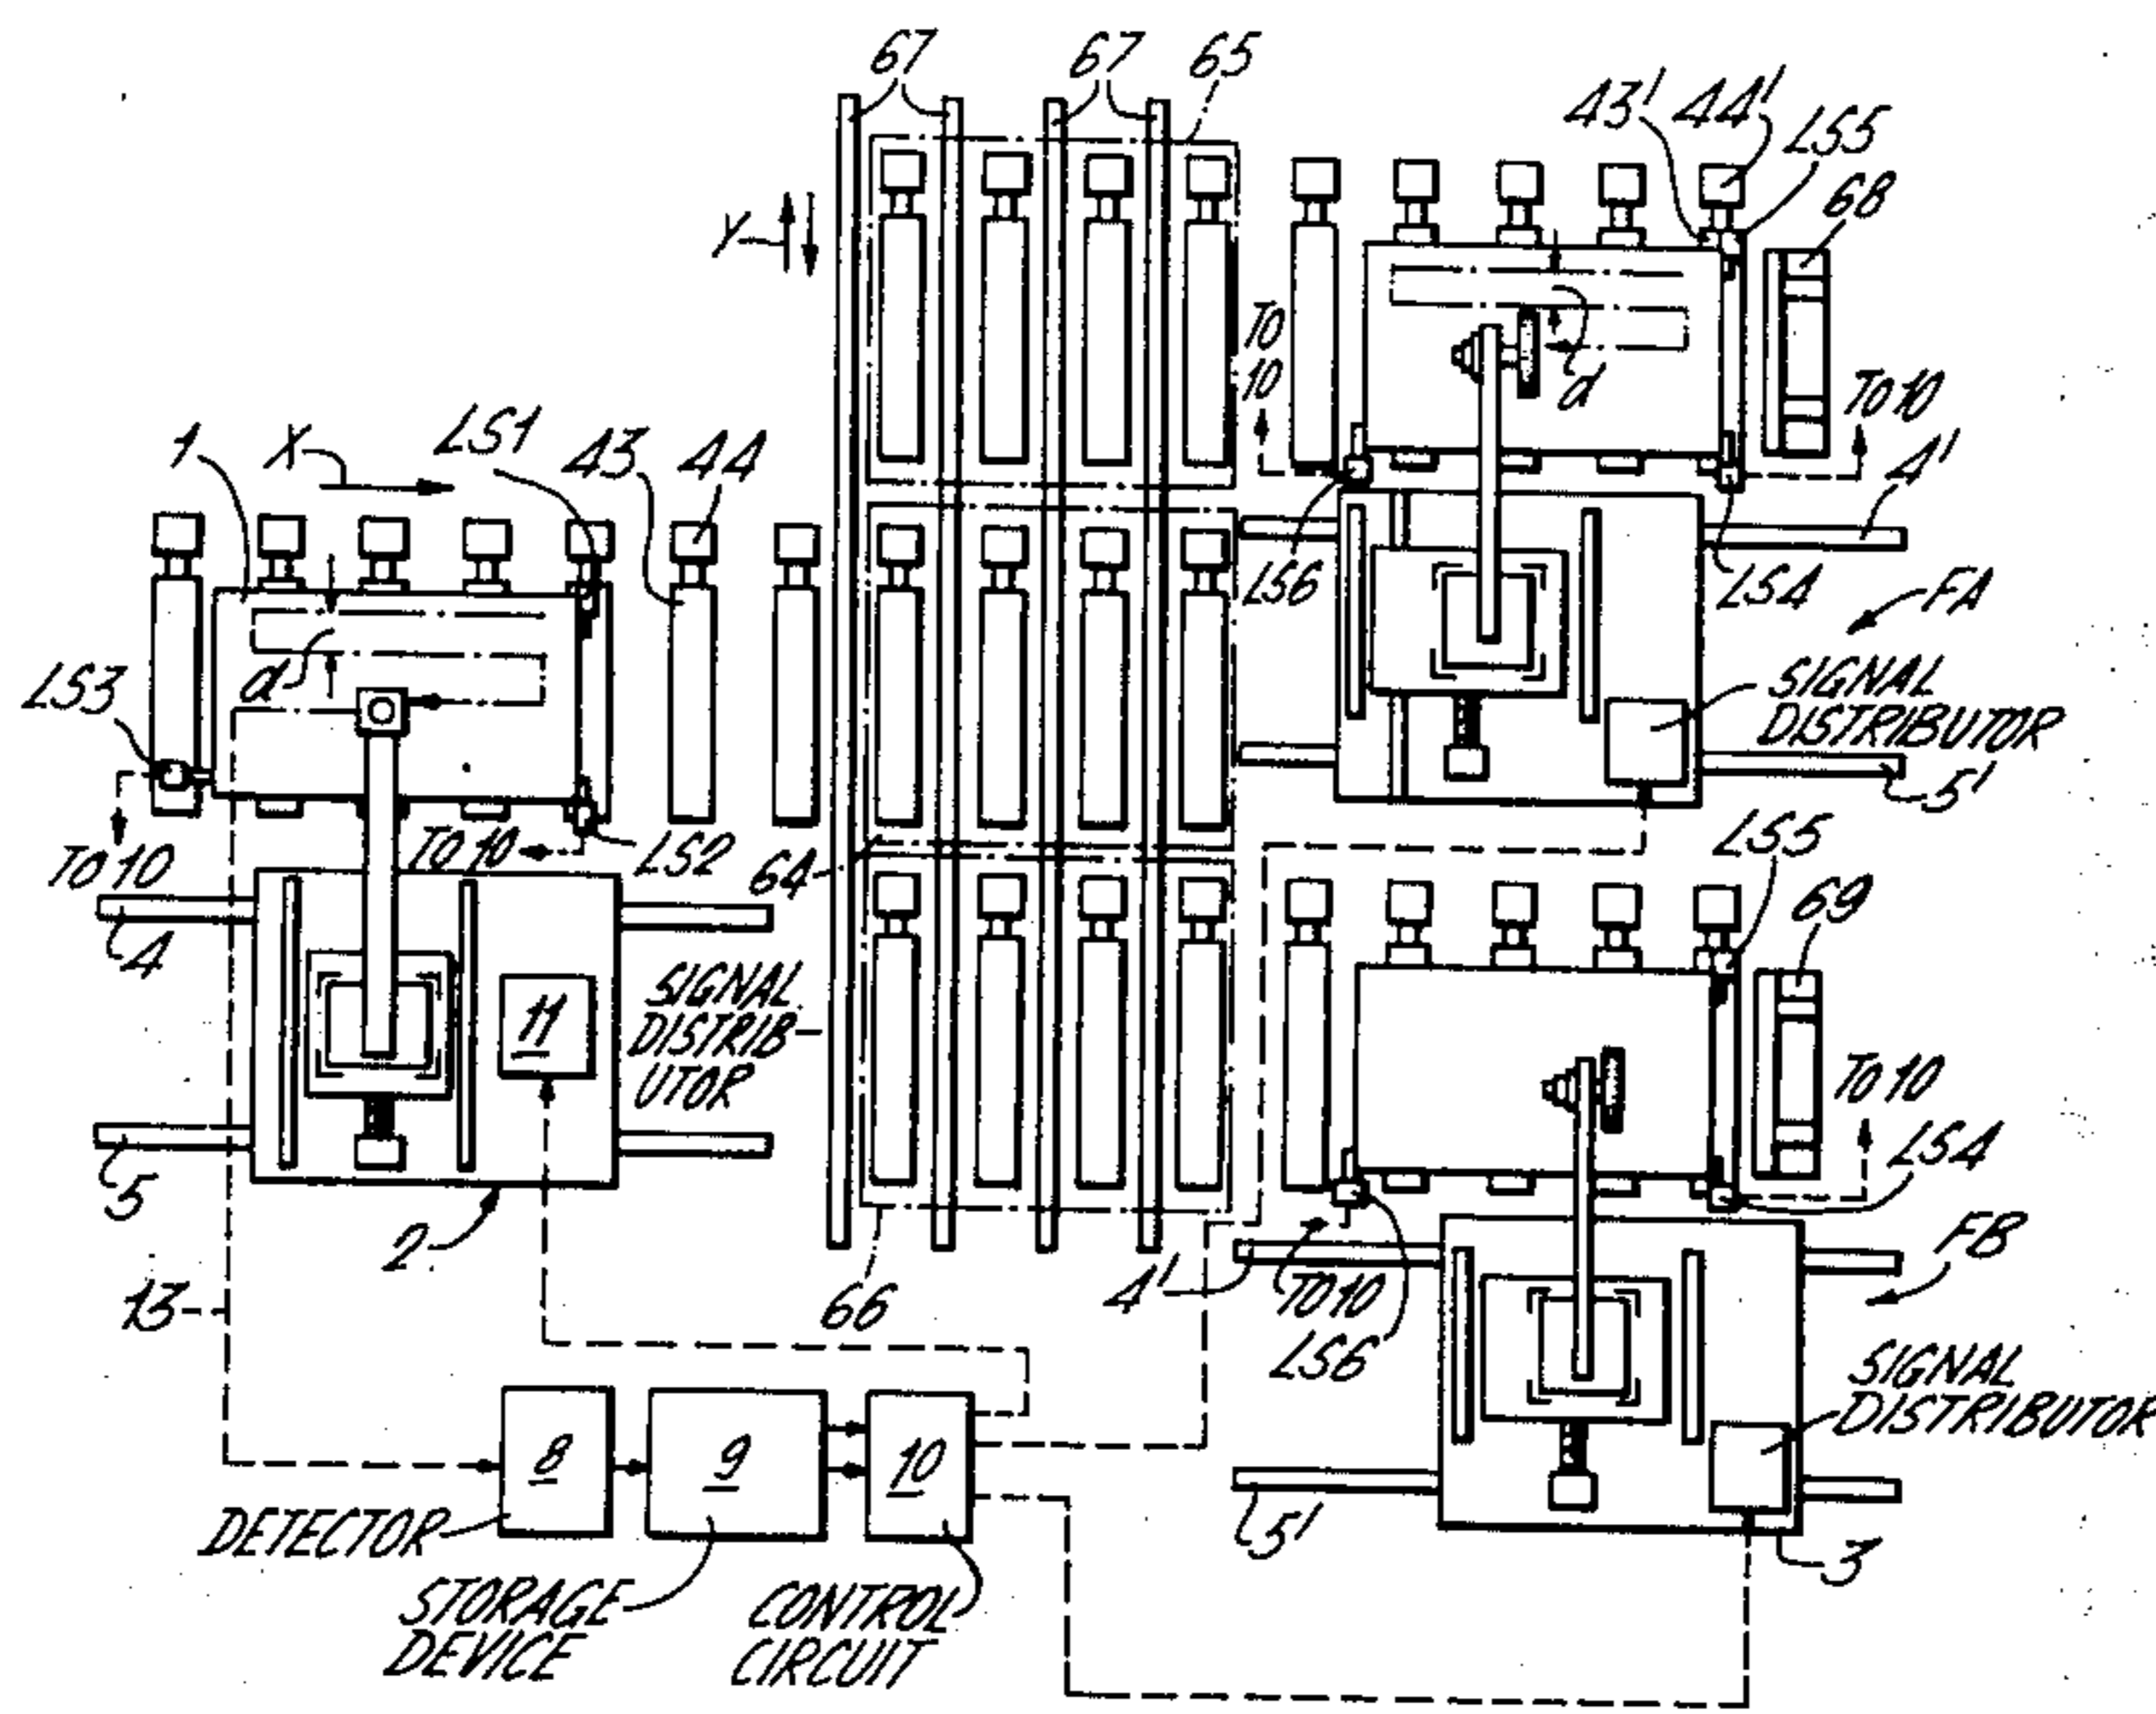 67
67
65
43'
44'
LS5
68
Y
TO
10
d
TO 10
1
X
LS1
43
44
4'
LS6
LS4
FA
LS3
d
SIGNAL
DISTRIBUTOR
5'
TO 10
TO 10
LS2
64
LS5
69
4
SIGNAL
DISTRIB-
UTOR
11
TO 10
LS4
5
2
13
66
4'
TO 10
LS6
FB
SIGNAL
DISTRIBUTOR
8
9
10
DETECTOR
STORAGE
DEVICE
CONTROL
CIRCUIT
5'
3